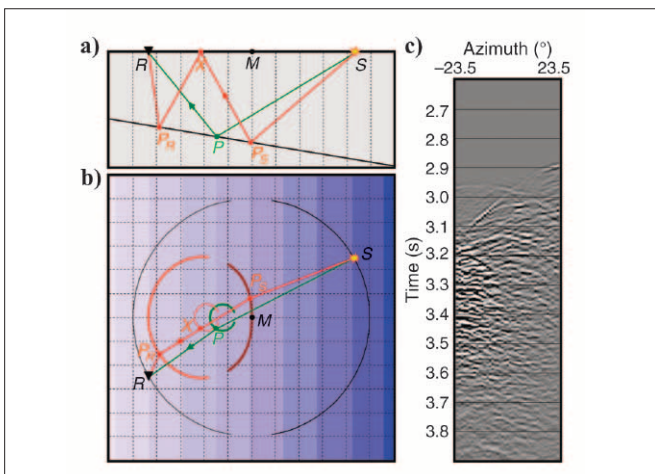 a)
R X M S
P_R P P_S
b)
S
P_S
X M
P_R P
R
c)
Azimuth (°)
–23.5 23.5
Time (s)
2.7
2.8
2.9
3.0
3.1
3.2
3.3
3.4
3.5
3.6
3.7
3.8